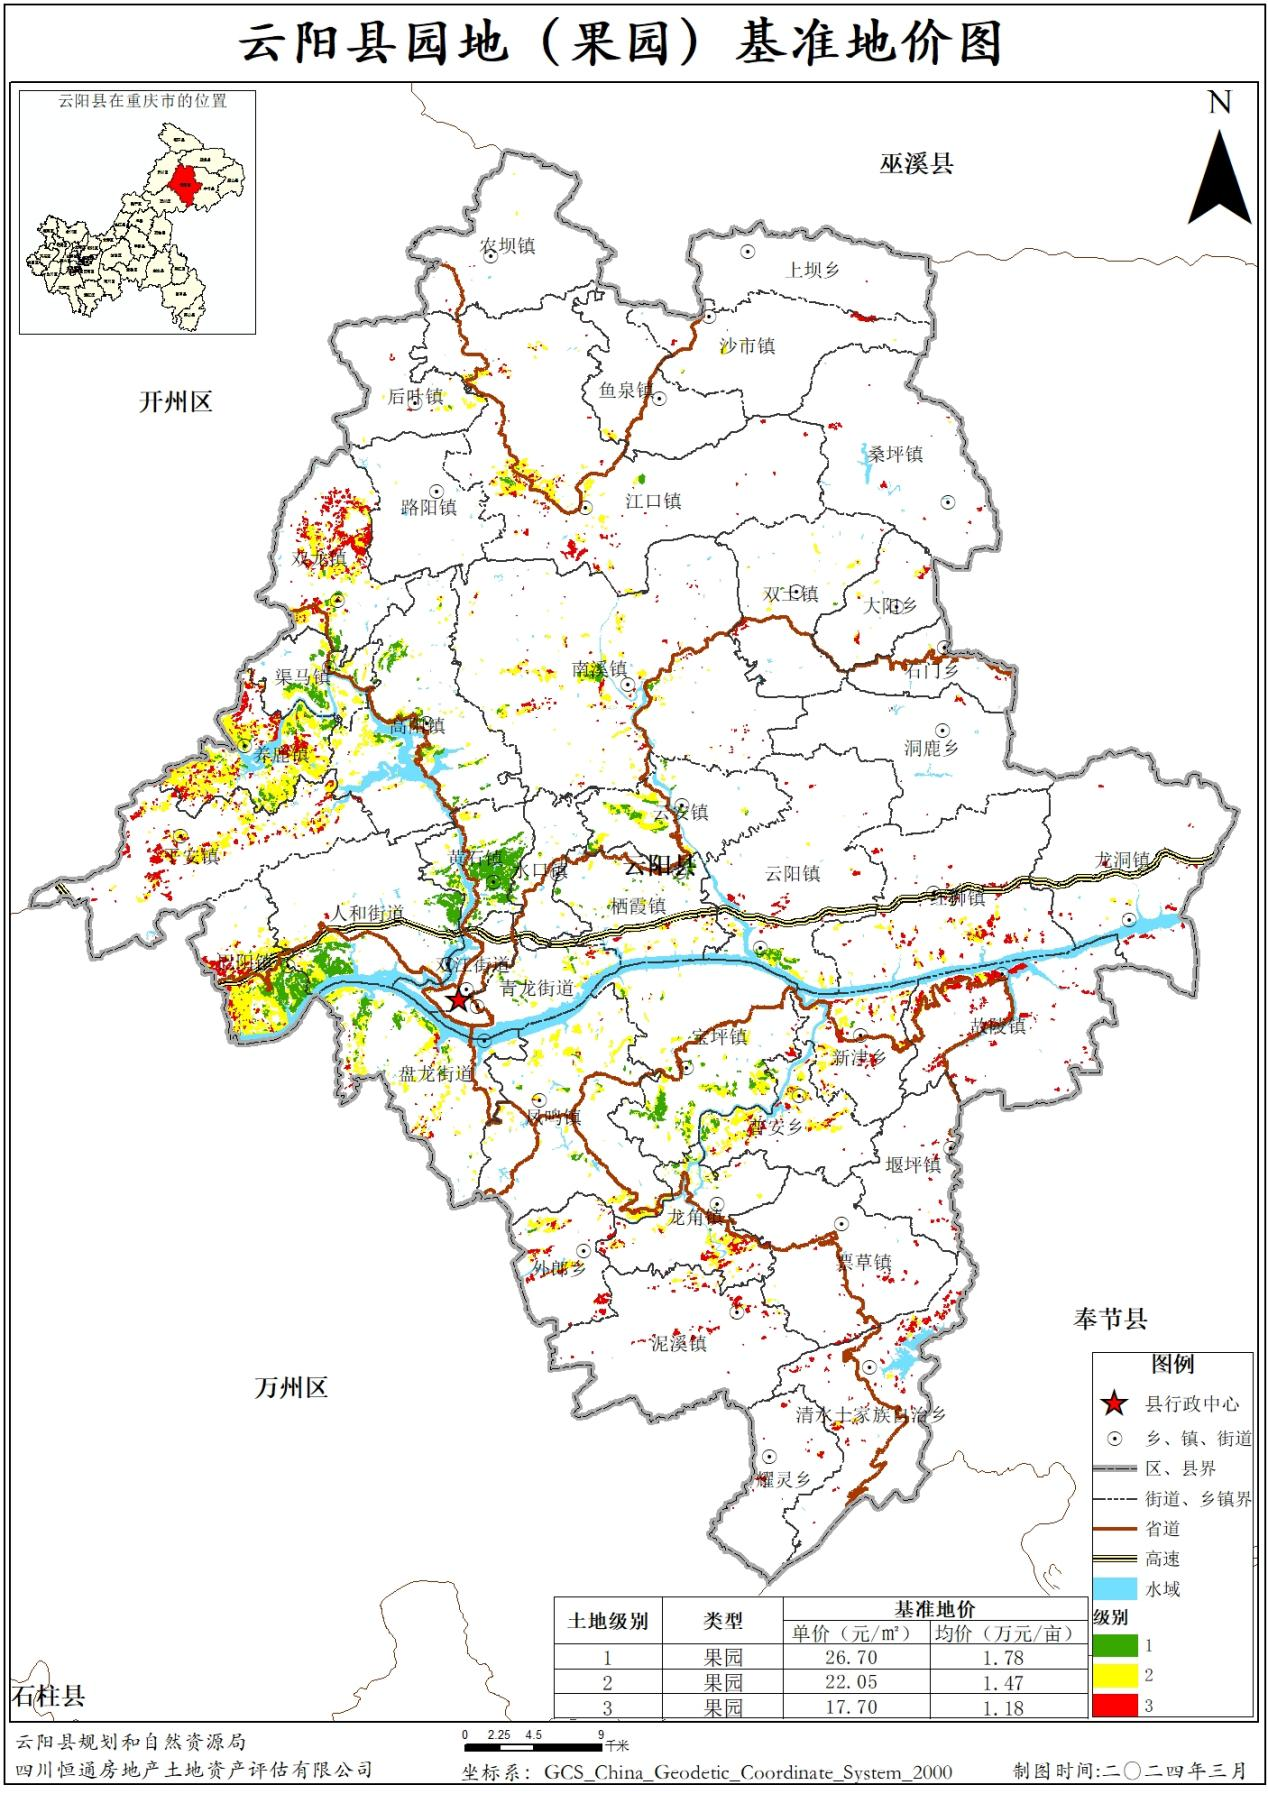 云阳县园地（果园）基准地价图
云阳县在重庆市的位置
N
巫溪县
开州区
农坝镇
上坝乡
沙市镇
后叶镇
鱼泉镇
桑坪镇
路阳镇
江口镇
双龙镇
双土镇
大阳乡
渠马镇
南溪镇
石门乡
高阳镇
洞鹿乡
养鹿镇
云安镇
平安镇
黄石镇
水口镇
云阳县
云阳镇
龙洞镇
人和街道
栖霞镇
红狮镇
巴阳镇
双江街道
青龙街道
宝坪镇
新津乡
故陵镇
盘龙街道
凤鸣镇
普安乡
堰坪镇
龙角镇
外郎乡
票草镇
泥溪镇
奉节县
万州区
清水土家族自治乡
耀灵乡
石柱县
图例
县行政中心
乡、镇、街道
区、县界
街道、乡镇界
省道
高速
水域
级别
1
2
3
土地级别 类型 基准地价
单价（元/㎡） 均价（万元/亩）
1 果园 26.70 1.78
2 果园 22.05 1.47
3 果园 17.70 1.18
云阳县规划和自然资源局
四川恒通房地产土地资产评估有限公司
0 2.25 4.5 9
千米
坐标系：GCS_China_Geodetic_Coordinate_System_2000
制图时间:二〇二四年三月